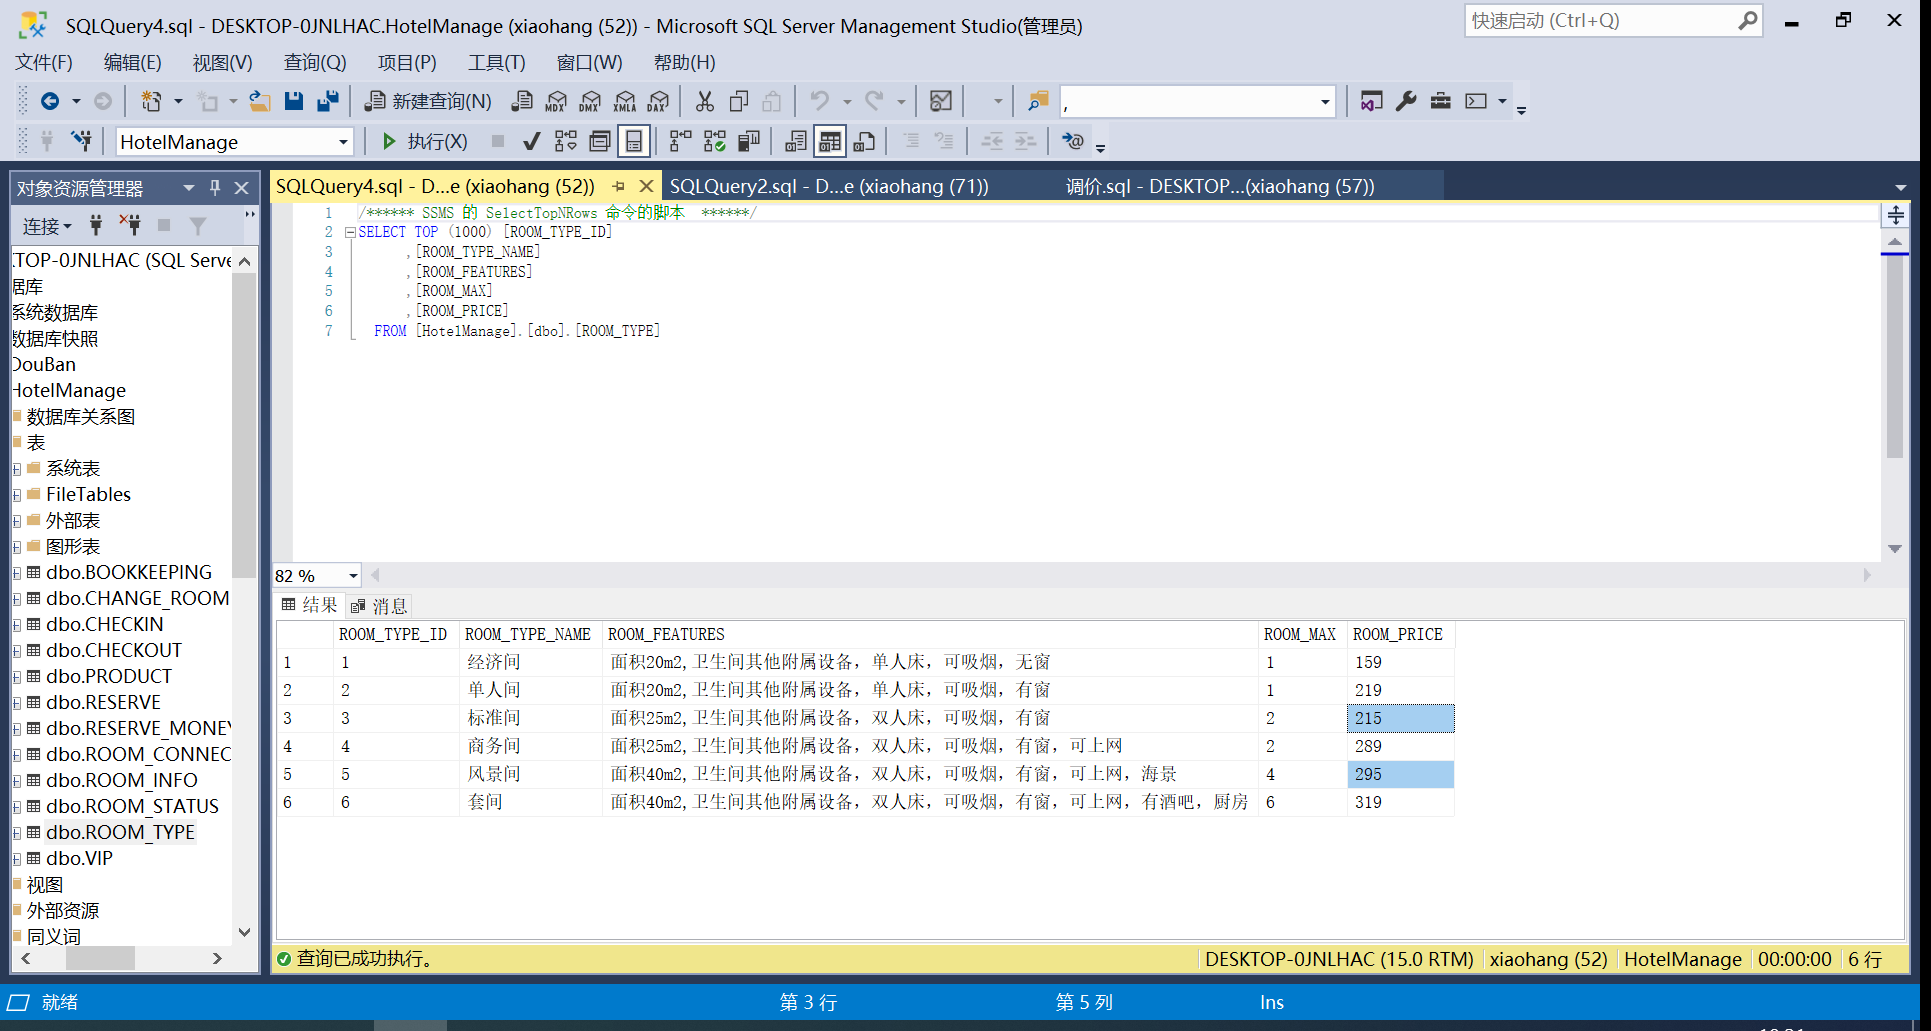 SQLQuery4.sql - DESKTOP-0JNLHAC.HotelManage (xiaohang (52)) - Microsoft SQL Server Management Studio(管理员)
快速启动 (Ctrl+Q)
文件(F) 编辑(E) 视图(V) 查询(Q) 项目(P) 工具(T) 窗口(W) 帮助(H)
新建查询(N) MDX DMX XMLA DAX ,
HotelManage 执行(X)
对象资源管理器
连接
TOP-0JNLHAC (SQL Serve
据库
系统数据库
数据库快照
DouBan
HotelManage
数据库关系图
表
系统表
FileTables
外部表
图形表
dbo.BOOKKEEPING
dbo.CHANGE_ROOM
dbo.CHECKIN
dbo.CHECKOUT
dbo.PRODUCT
dbo.RESERVE
dbo.RESERVE_MONEY
dbo.ROOM_CONNEC
dbo.ROOM_INFO
dbo.ROOM_STATUS
dbo.ROOM_TYPE
dbo.VIP
视图
外部资源
同义词
SQLQuery4.sql - D...e (xiaohang (52)) SQLQuery2.sql - D...e (xiaohang (71)) 调价.sql - DESKTOP...(xiaohang (57))
1 /****** SSMS 的 SelectTopNRows 命令的脚本 ******/
2 SELECT TOP (1000) [ROOM_TYPE_ID]
3 ,[ROOM_TYPE_NAME]
4 ,[ROOM_FEATURES]
5 ,[ROOM_MAX]
6 ,[ROOM_PRICE]
7 FROM [HotelManage].[dbo].[ROOM_TYPE]
82 %
结果 消息
ROOM_TYPE_ID ROOM_TYPE_NAME ROOM_FEATURES ROOM_MAX ROOM_PRICE
1 1 经济间 面积20m2,卫生间其他附属设备，单人床，可吸烟，无窗 1 159
2 2 单人间 面积20m2,卫生间其他附属设备，单人床，可吸烟，有窗 1 219
3 3 标准间 面积25m2,卫生间其他附属设备，双人床，可吸烟，有窗 2 215
4 4 商务间 面积25m2,卫生间其他附属设备，双人床，可吸烟，有窗，可上网 2 289
5 5 风景间 面积40m2,卫生间其他附属设备，双人床，可吸烟，有窗，可上网，海景 4 295
6 6 套间 面积40m2,卫生间其他附属设备，双人床，可吸烟，有窗，可上网，有酒吧，厨房 6 319
查询已成功执行。 DESKTOP-0JNLHAC (15.0 RTM) xiaohang (52) HotelManage 00:00:00 6 行
就绪 第 3 行 第 5 列 Ins